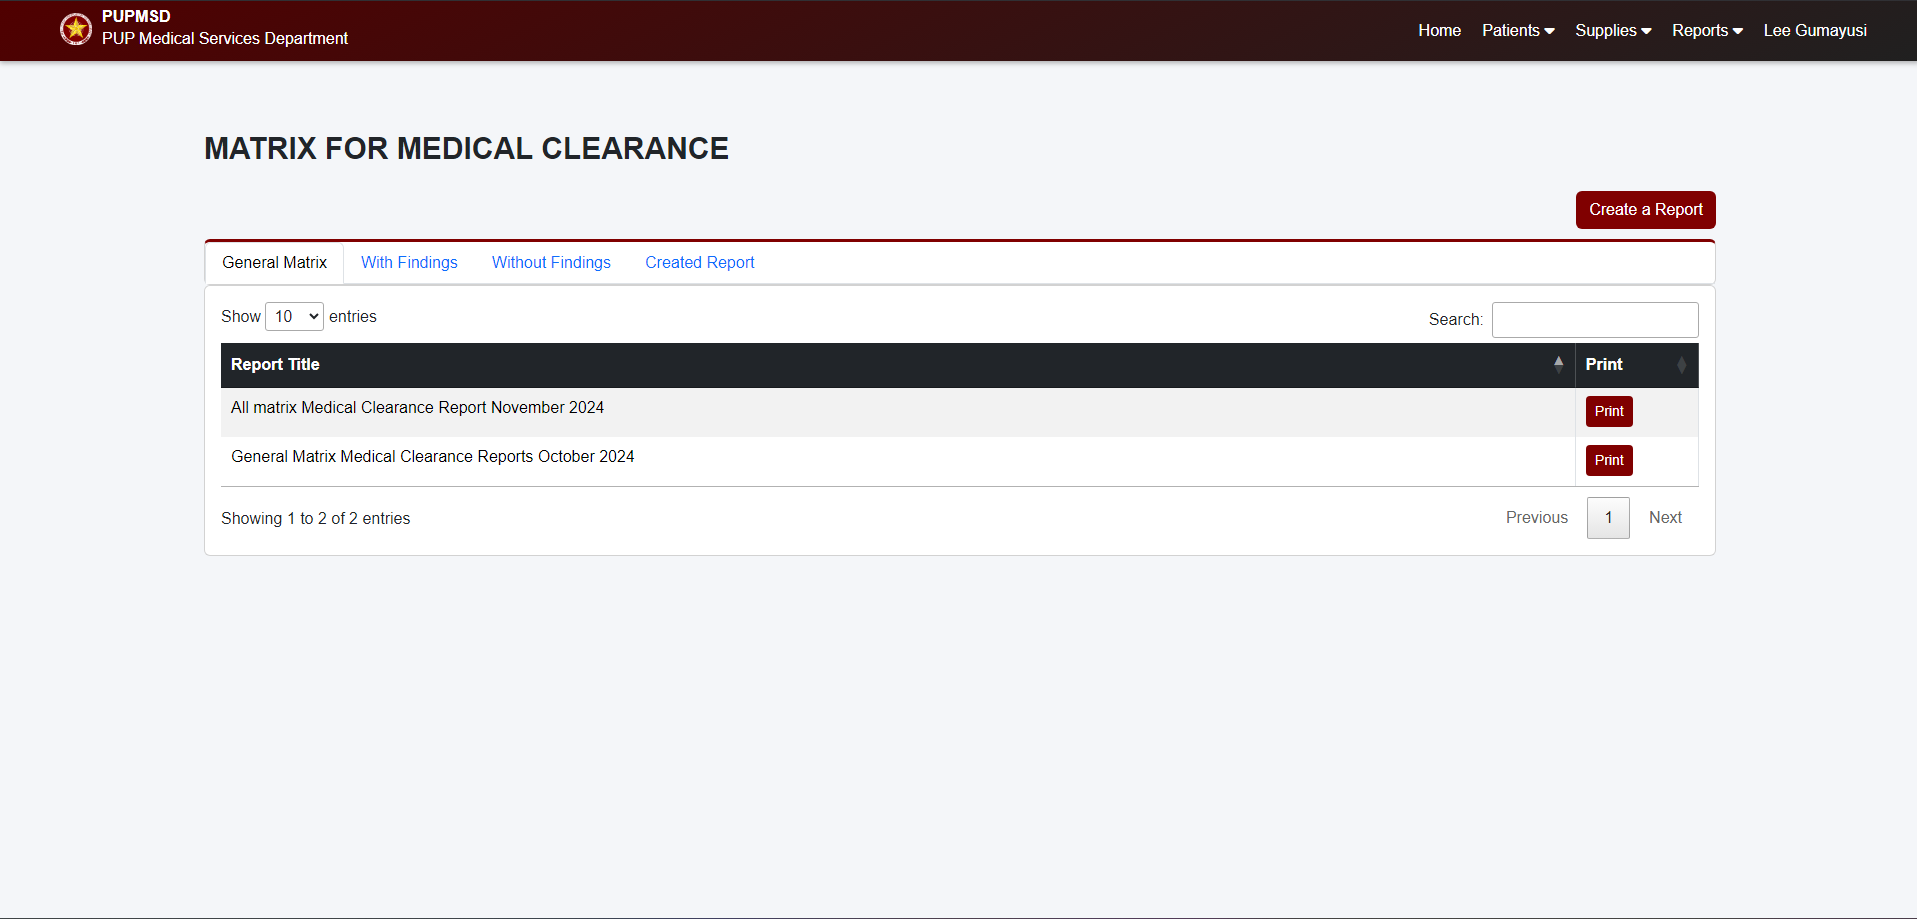 PUPMSD
PUP Medical Services Department
Home Patients Supplies Reports Lee Gumayusi
MATRIX FOR MEDICAL CLEARANCE
Create a Report
General Matrix With Findings Without Findings Created Report
Show 10 entries Search:
Report Title Print
All matrix Medical Clearance Report November 2024 Print
General Matrix Medical Clearance Reports October 2024 Print
Showing 1 to 2 of 2 entries Previous 1 Next